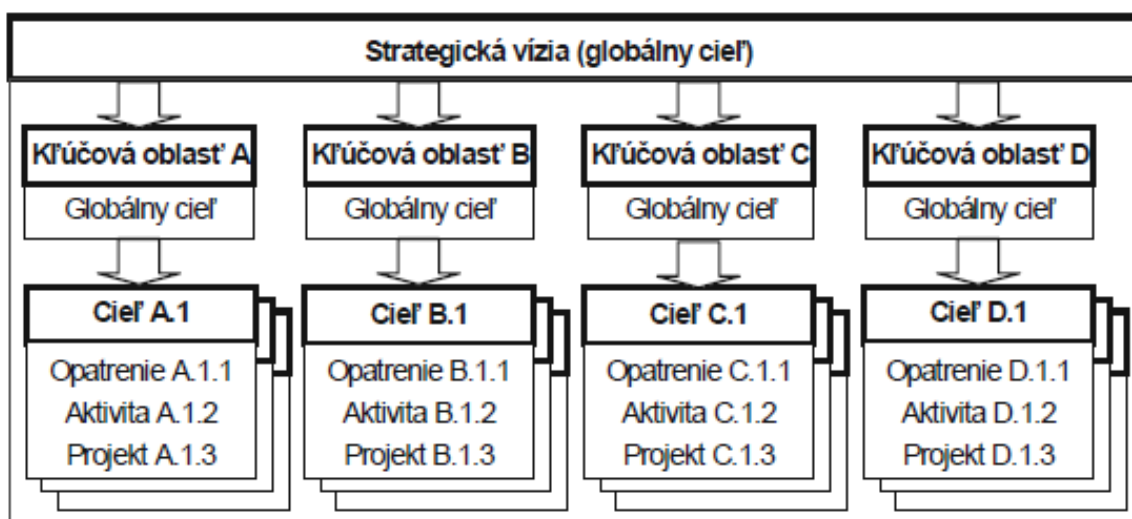 Strategická vízia (globálny cieľ)
Kľúčová oblasť A
Kľúčová oblasť B
Kľúčová oblasť C
Kľúčová oblasť D
Globálny cieľ
Globálny cieľ
Globálny cieľ
Globálny cieľ
Cieľ A.1
Opatrenie A.1.1
Aktivita A.1.2
Projekt A.1.3
Cieľ B.1
Opatrenie B.1.1
Aktivita B.1.2
Projekt B.1.3
Cieľ C.1
Opatrenie C.1.1
Aktivita C.1.2
Projekt C.1.3
Cieľ D.1
Opatrenie D.1.1
Aktivita D.1.2
Projekt D.1.3